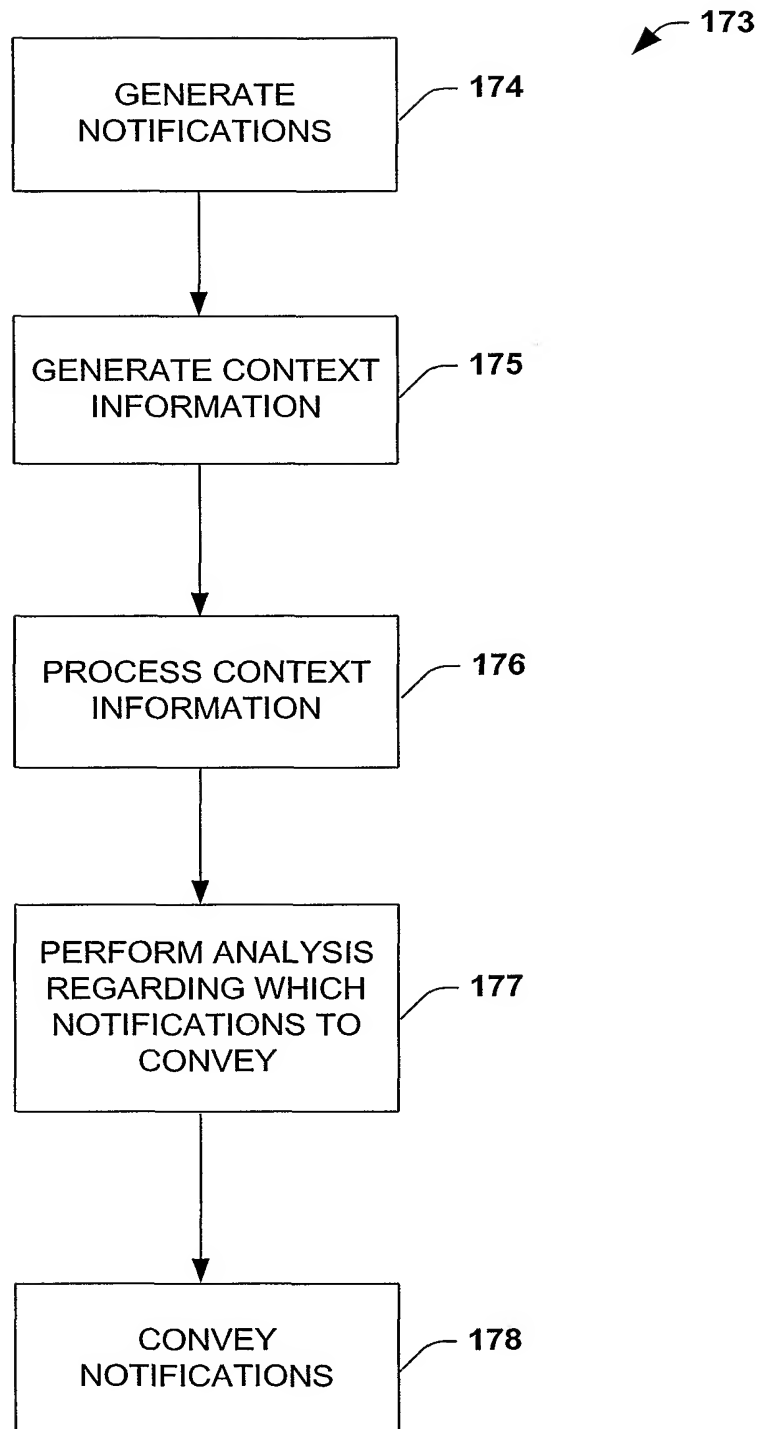 173
GENERATE
NOTIFICATIONS
174
GENERATE CONTEXT
INFORMATION
175
PROCESS CONTEXT
INFORMATION
176
PERFORM ANALYSIS
REGARDING WHICH
NOTIFICATIONS TO
CONVEY
177
CONVEY
NOTIFICATIONS
178